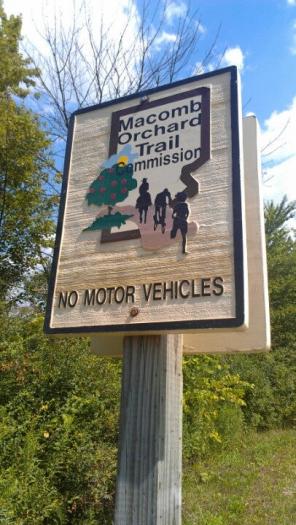 Macomb
Orchard
Trail
Commission
NO MOTOR VEHICLES